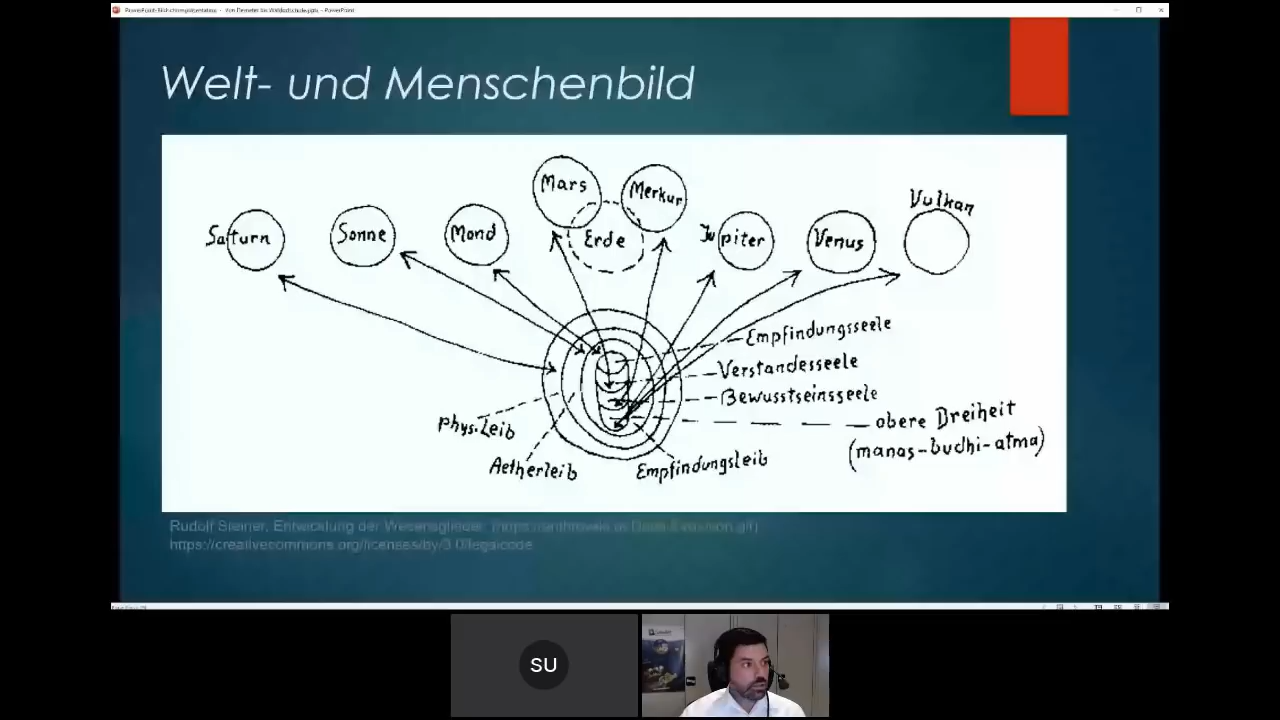 Welt- und Menschenbild
Saturn
Sonne
Mond
Mars
Merkur
Erde
Jupiter
Venus
Vulkan
Empfindungsseele
Verstandesseele
Bewusstseinsseele
obere Dreiheit
(manas-budhi-atma)
Phys. Leib
Aetherleib
Empfindungsleib
Rudolf Steiner, Entwicklung der Wesensglieder
https://creativecommons.org/licenses/by/3.0/legalcode
SU